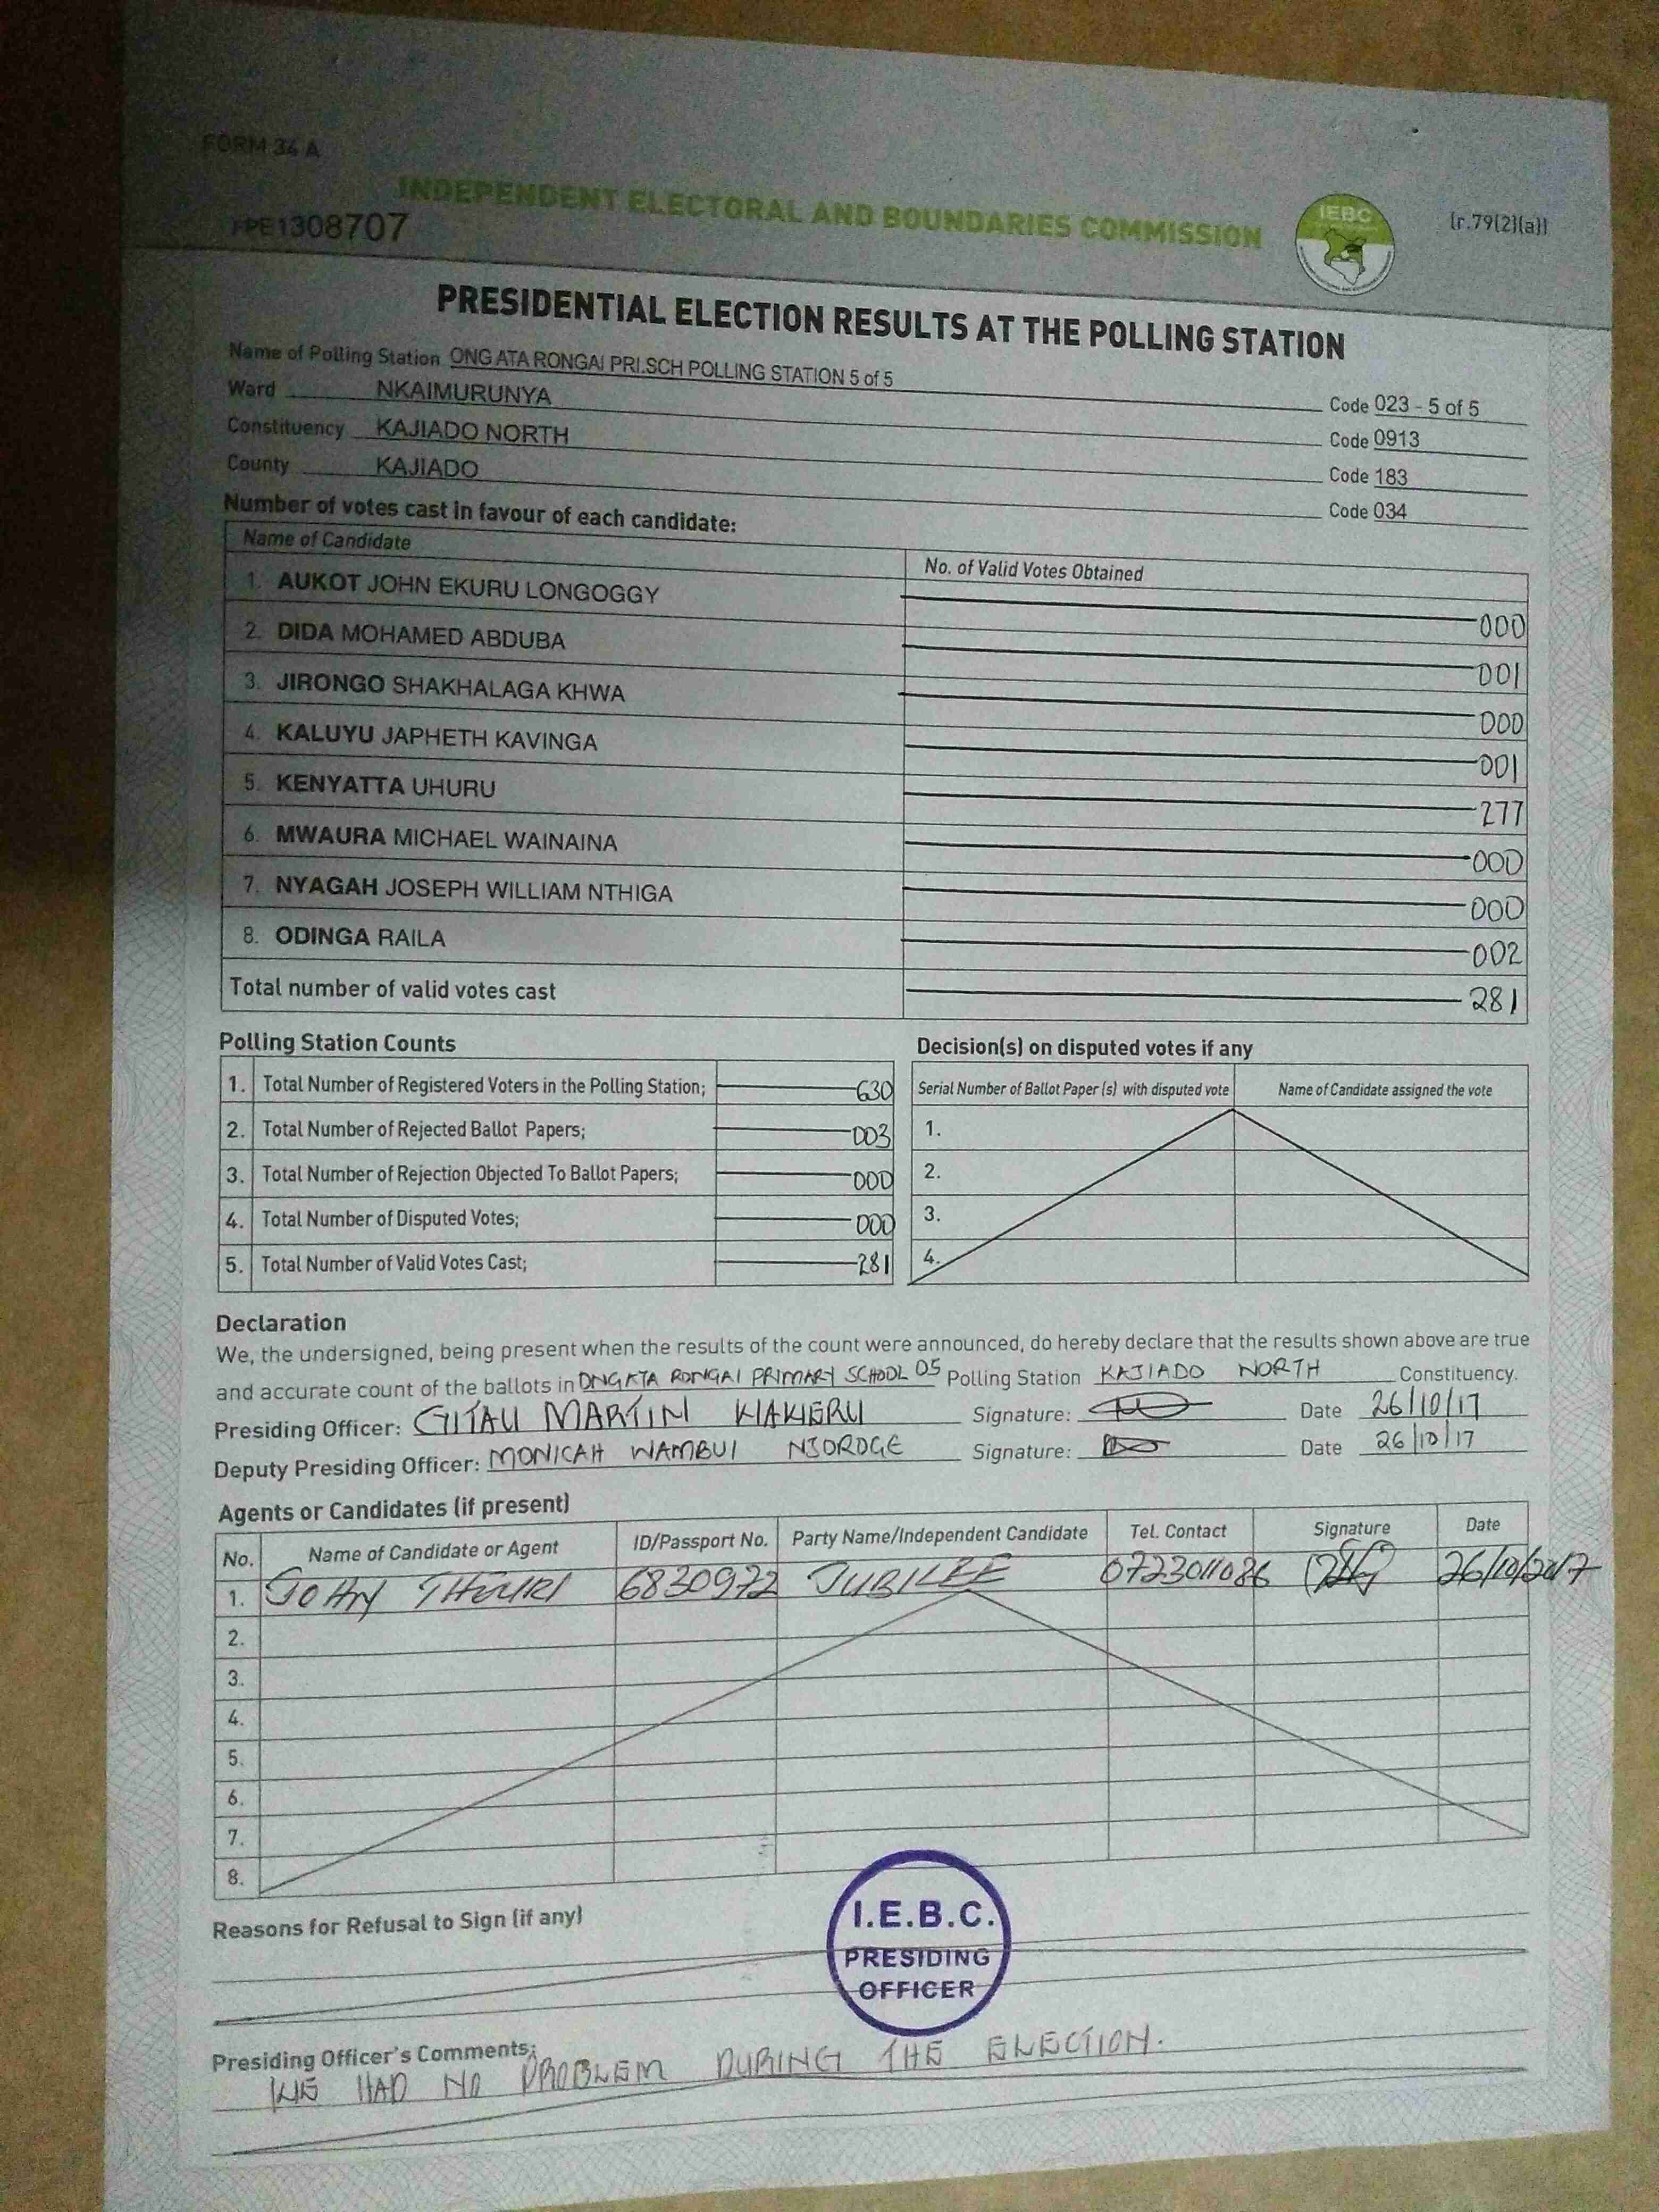 FORM 34 A
INDEPENDENT ELECTORAL AND BOUNDARIES COMMISSION
IEBC
(r.79(2)(a))
PE1308707
PRESIDENTIAL ELECTION RESULTS AT THE POLLING STATION
Name of Polling Station ONGATA RONGAI PRI.SCH POLLING STATION 5 of 5 Code 023 - 5 of 5
Ward NKAIMURUNYA Code 0913
Constituency KAJIADO NORTH Code 183
County KAJIADO Code 034
Number of votes cast in favour of each candidate:
Name of Candidate No. of Valid Votes Obtained
1. AUKOT JOHN EKURU LONGOGGY 000
2. DIDA MOHAMED ABDUBA 001
3. JIRONGO SHAKHALAGA KHWA 000
4. KALUYU JAPHETH KAVINGA 001
5. KENYATTA UHURU 277
6. MWAURA MICHAEL WAINAINA 000
7. NYAGAH JOSEPH WILLIAM NTHIGA 000
8. ODINGA RAILA 002
Total number of valid votes cast 281
Polling Station Counts
1. Total Number of Registered Voters in the Polling Station; 630
2. Total Number of Rejected Ballot Papers; 003
3. Total Number of Rejection Objected To Ballot Papers; 000
4. Total Number of Disputed Votes; 000
5. Total Number of Valid Votes Cast; 281
Decision(s) on disputed votes if any
Serial Number of Ballot Paper (s) with disputed vote Name of Candidate assigned the vote
1.
2.
3.
4.
Declaration
We, the undersigned, being present when the results of the count were announced, do hereby declare that the results shown above are true
and accurate count of the ballots in ONGATA RONGAI PRIMARY SCHOOL 05 Polling Station KAJIADO NORTH Constituency.
Presiding Officer: GITAU MARTIN KIAKIERU Signature: Date 26/10/17
Deputy Presiding Officer: MONICAH WAMBUI NJOROGE Signature: Date 26/10/17
Agents or Candidates (if present)
No. Name of Candidate or Agent ID/Passport No. Party Name/Independent Candidate Tel. Contact Signature Date
1. JOHN THEURI 6830972 JUBILEE 0723011086 26/10/2017
2.
3.
4.
5.
6.
7.
8.
Reasons for Refusal to Sign (if any)
I.E.B.C.
PRESIDING
OFFICER
Presiding Officer's Comments;
WE HAD NO PROBLEM DURING THE ELECTION.